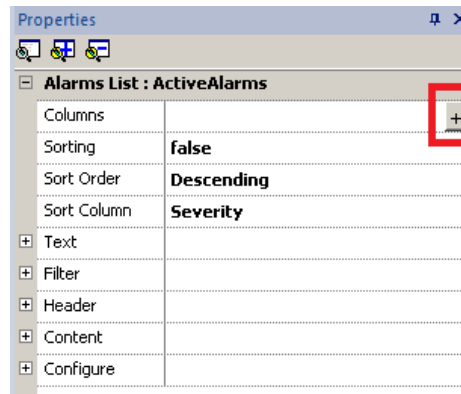 Properties
Alarms List : ActiveAlarms
Columns +
Sorting false
Sort Order Descending
Sort Column Severity
Text
Filter
Header
Content
Configure